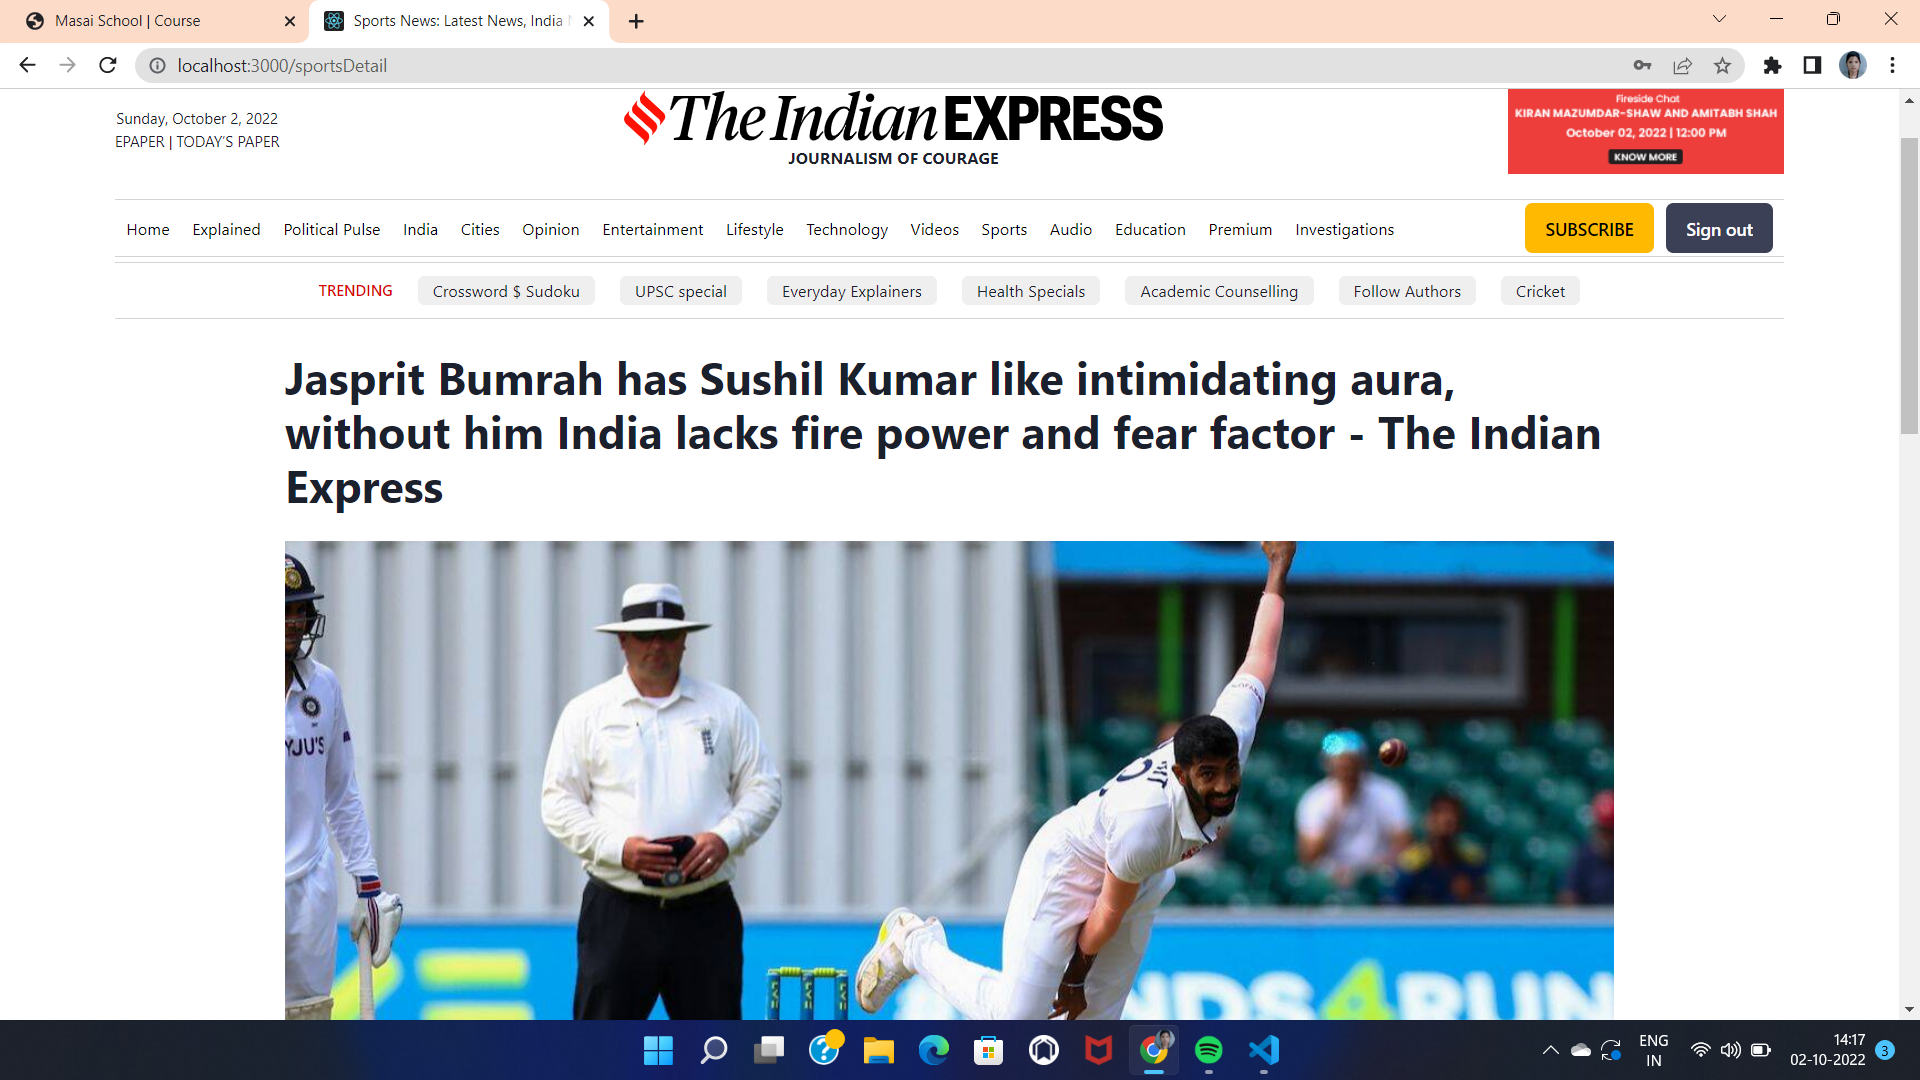 Masai School | Course
Sports News: Latest News, India
localhost:3000/sportsDetail
Sunday, October 2, 2022
EPAPER | TODAY'S PAPER
The Indian EXPRESS
JOURNALISM OF COURAGE
Fireside Chat
KIRAN MAZUMDAR-SHAW AND AMITABH SHAH
October 02, 2022 | 12:00 PM
KNOW MORE
Home Explained Political Pulse India Cities Opinion Entertainment Lifestyle Technology Videos Sports Audio Education Premium Investigations SUBSCRIBE Sign out
TRENDING Crossword $ Sudoku UPSC special Everyday Explainers Health Specials Academic Counselling Follow Authors Cricket
Jasprit Bumrah has Sushil Kumar like intimidating aura,
without him India lacks fire power and fear factor - The Indian
Express
YJU'S
NDS4RUN
ENG
IN
14:17
02-10-2022
3